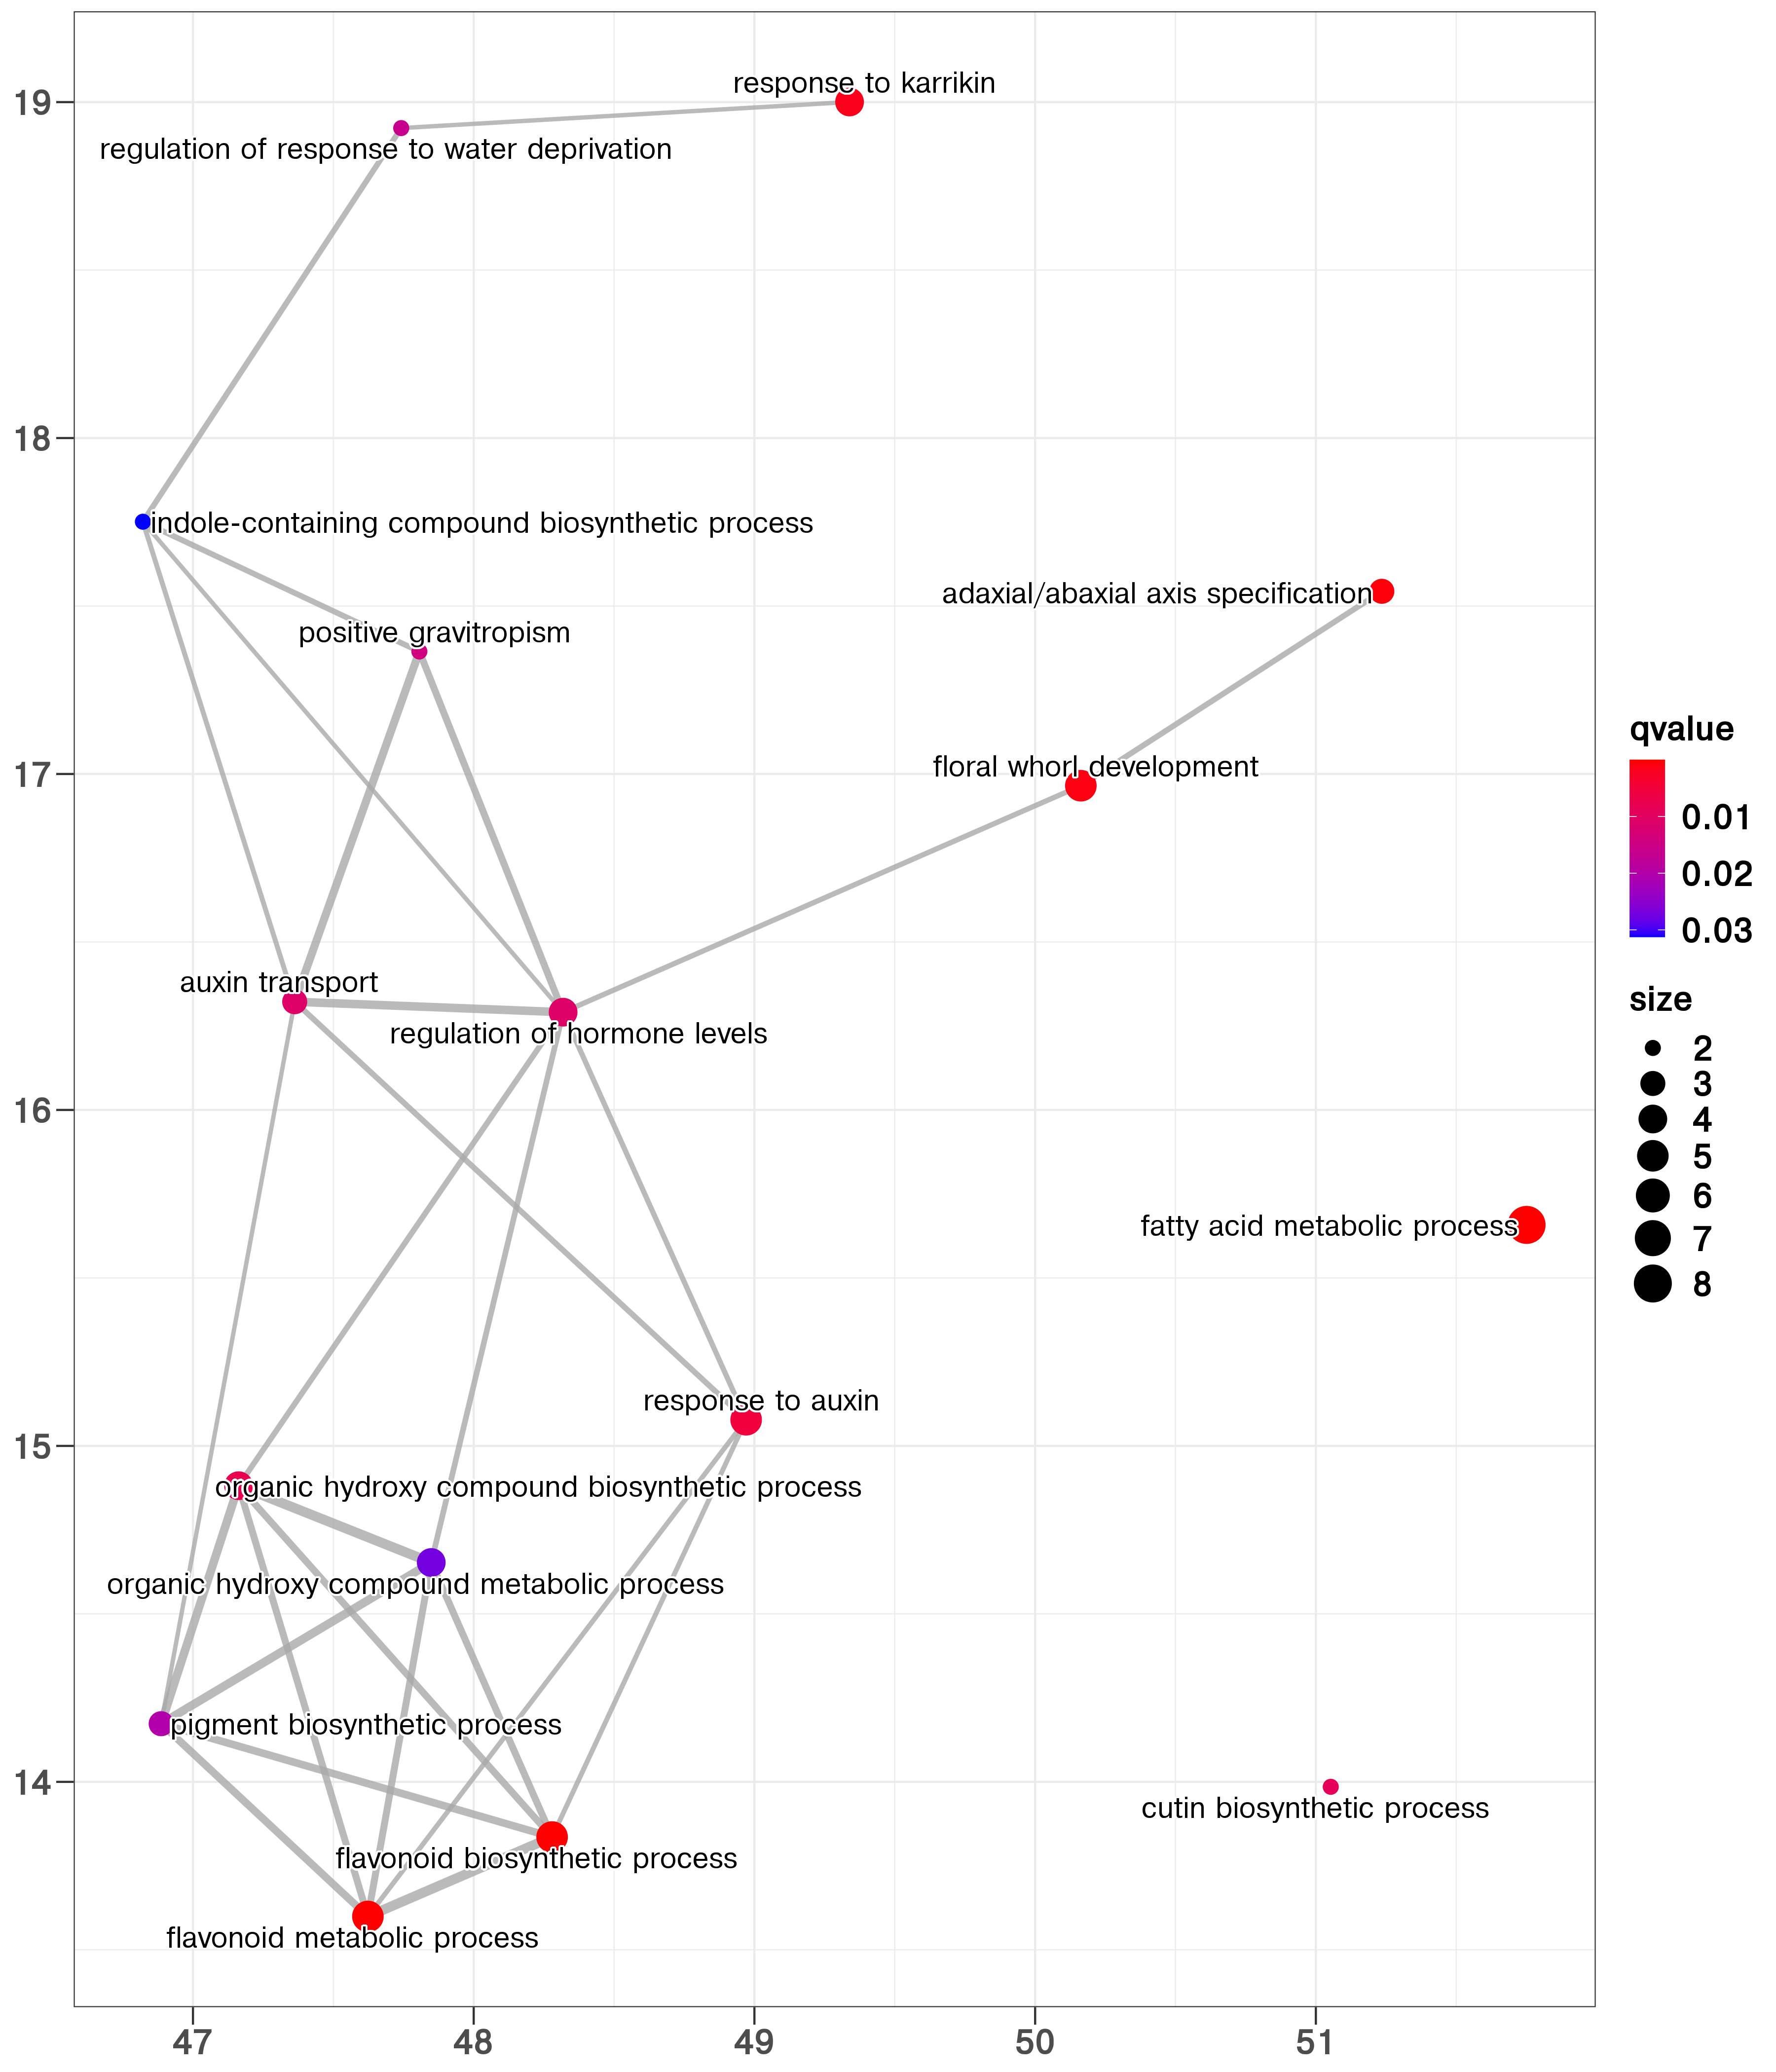 response to karrikin
19
regulation of response to water deprivation
18
indole-containing compound biosynthetic process
adaxial/abaxial axis specification
positive gravitropism
17
floral whorl development
auxin transport
regulation of hormone levels
16
fatty acid metabolic process
response to auxin
15
organic hydroxy compound biosynthetic process
organic hydroxy compound metabolic process
pigment biosynthetic process
14
cutin biosynthetic process
flavonoid biosynthetic process
flavonoid metabolic process
47 48 49 50 51
qvalue
0.01
0.02
0.03
size
2
3
4
5
6
7
8